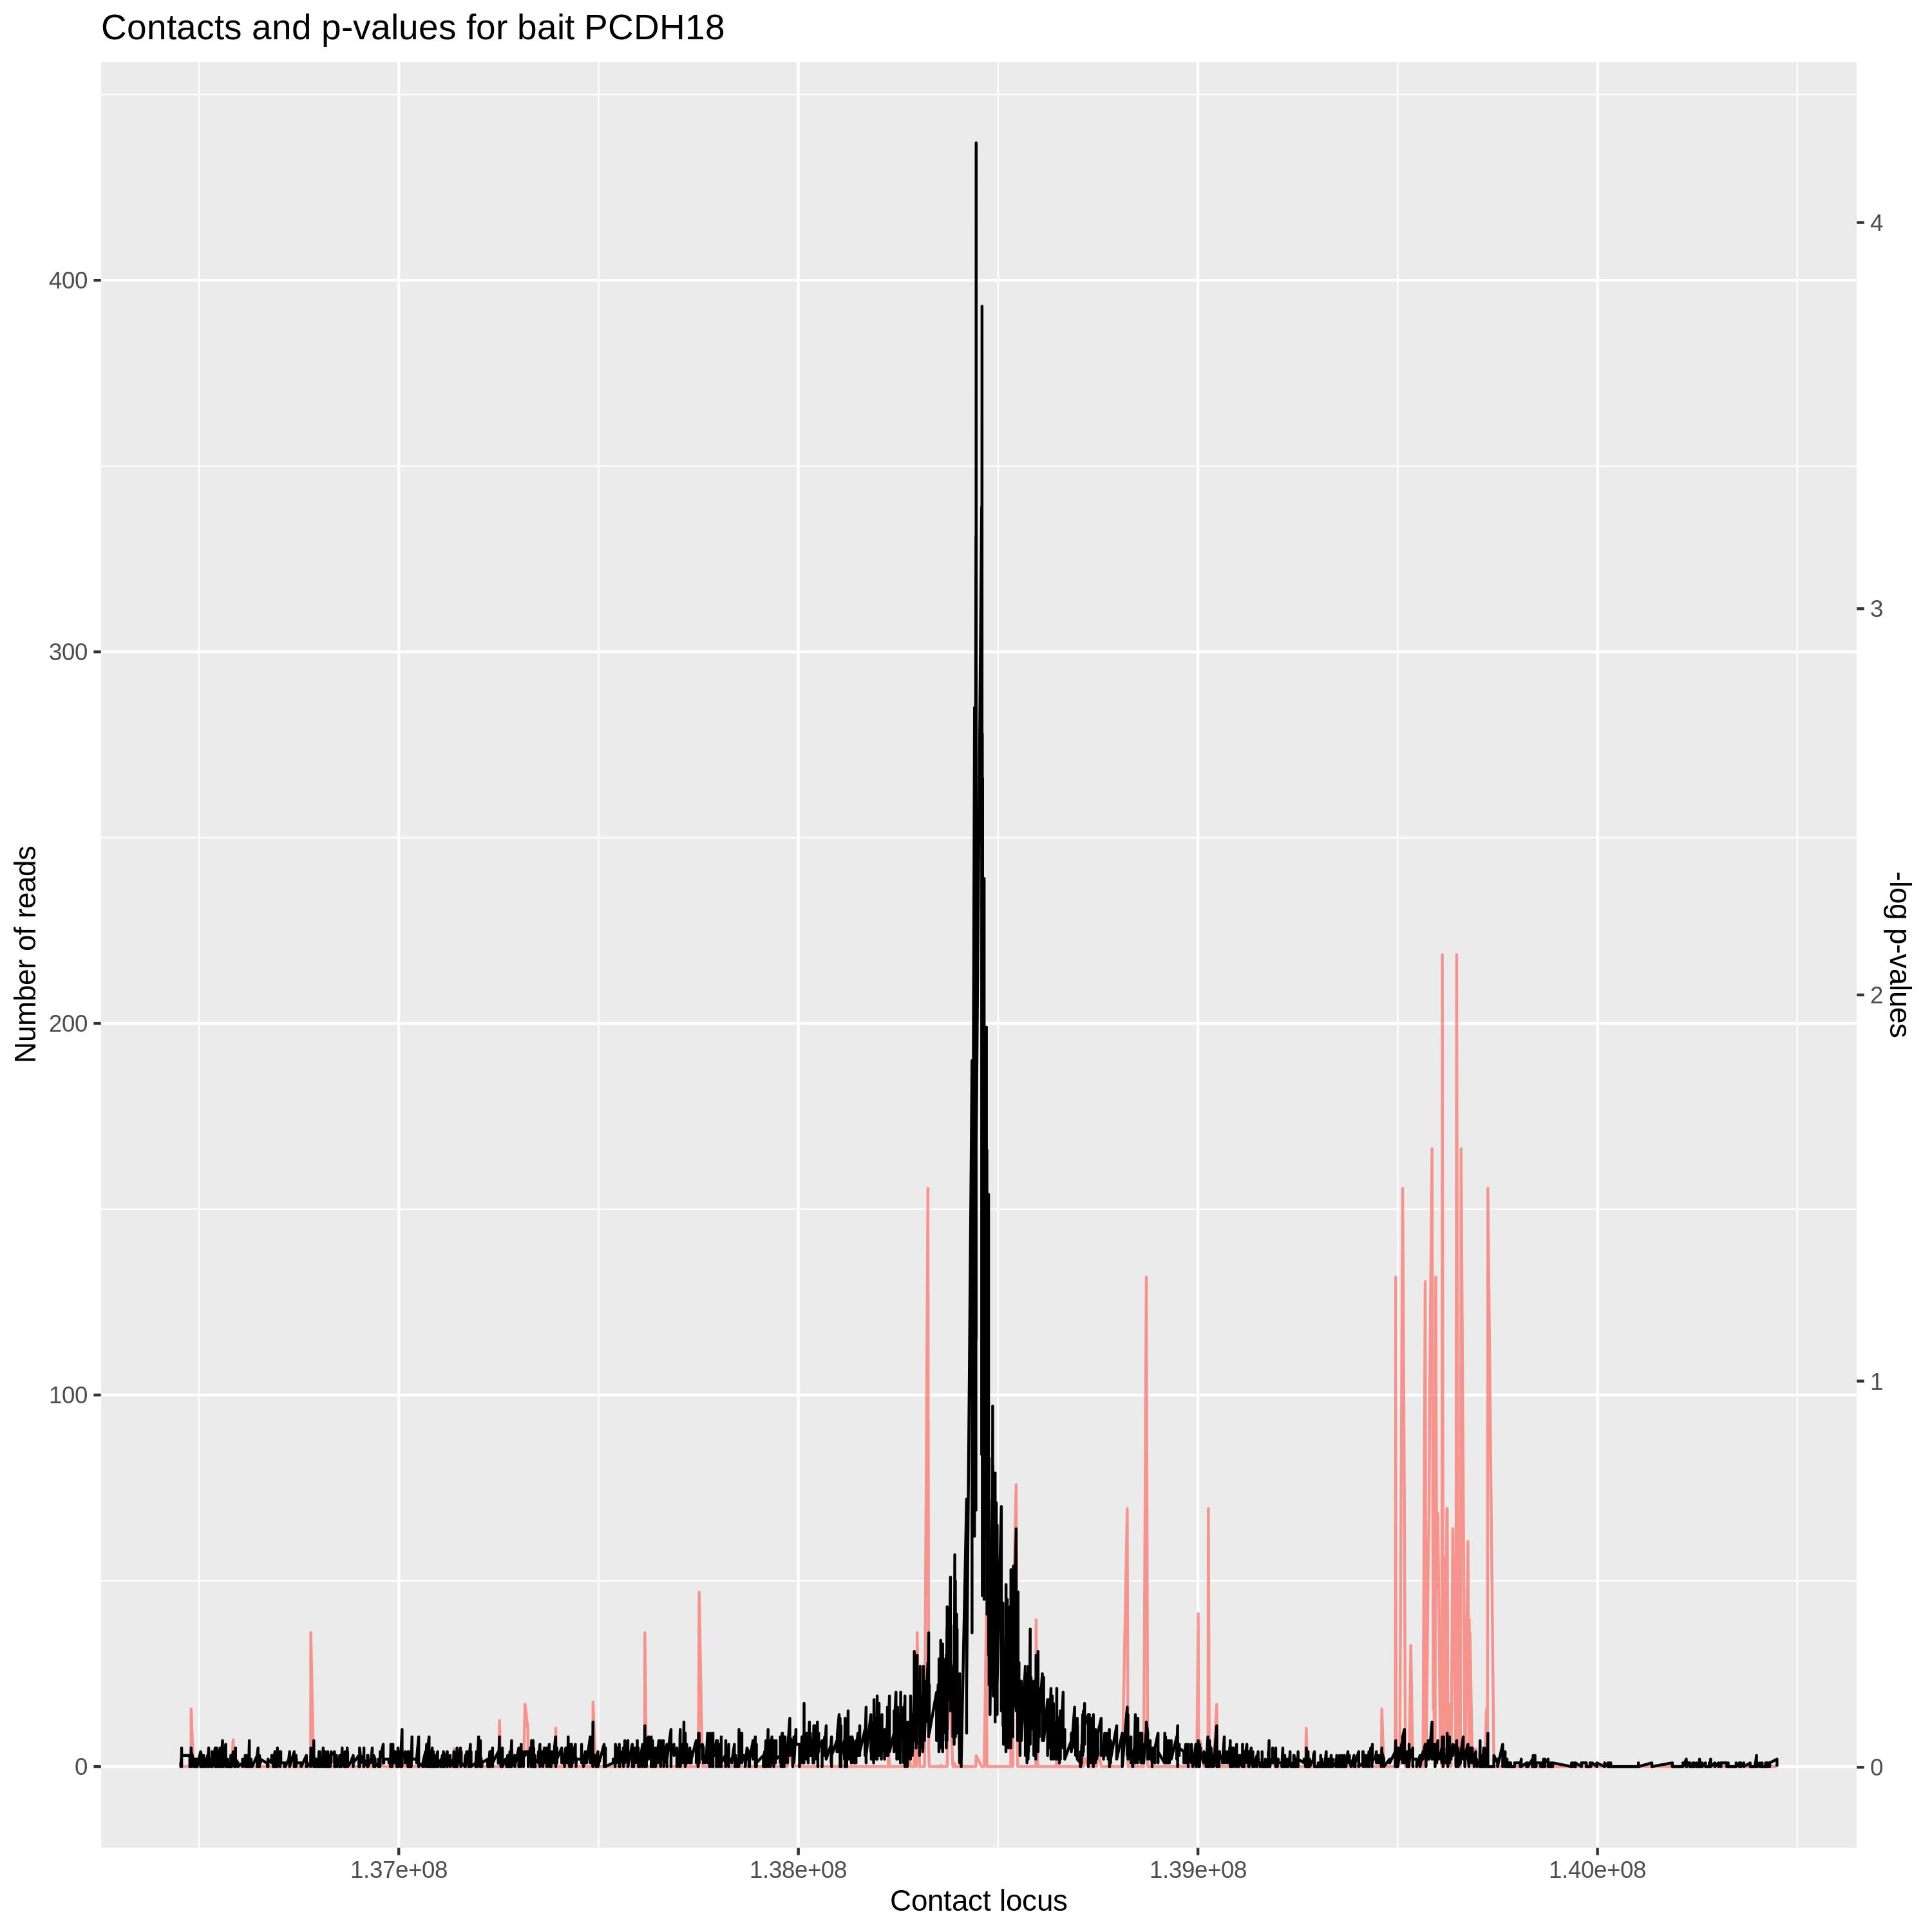 Contacts and p-values for bait PCDH18
Number of reads
400
300
200
100
0
4
3
2
1
0
-log p-values
1.37e+08
1.38e+08
1.39e+08
1.40e+08
Contact locus